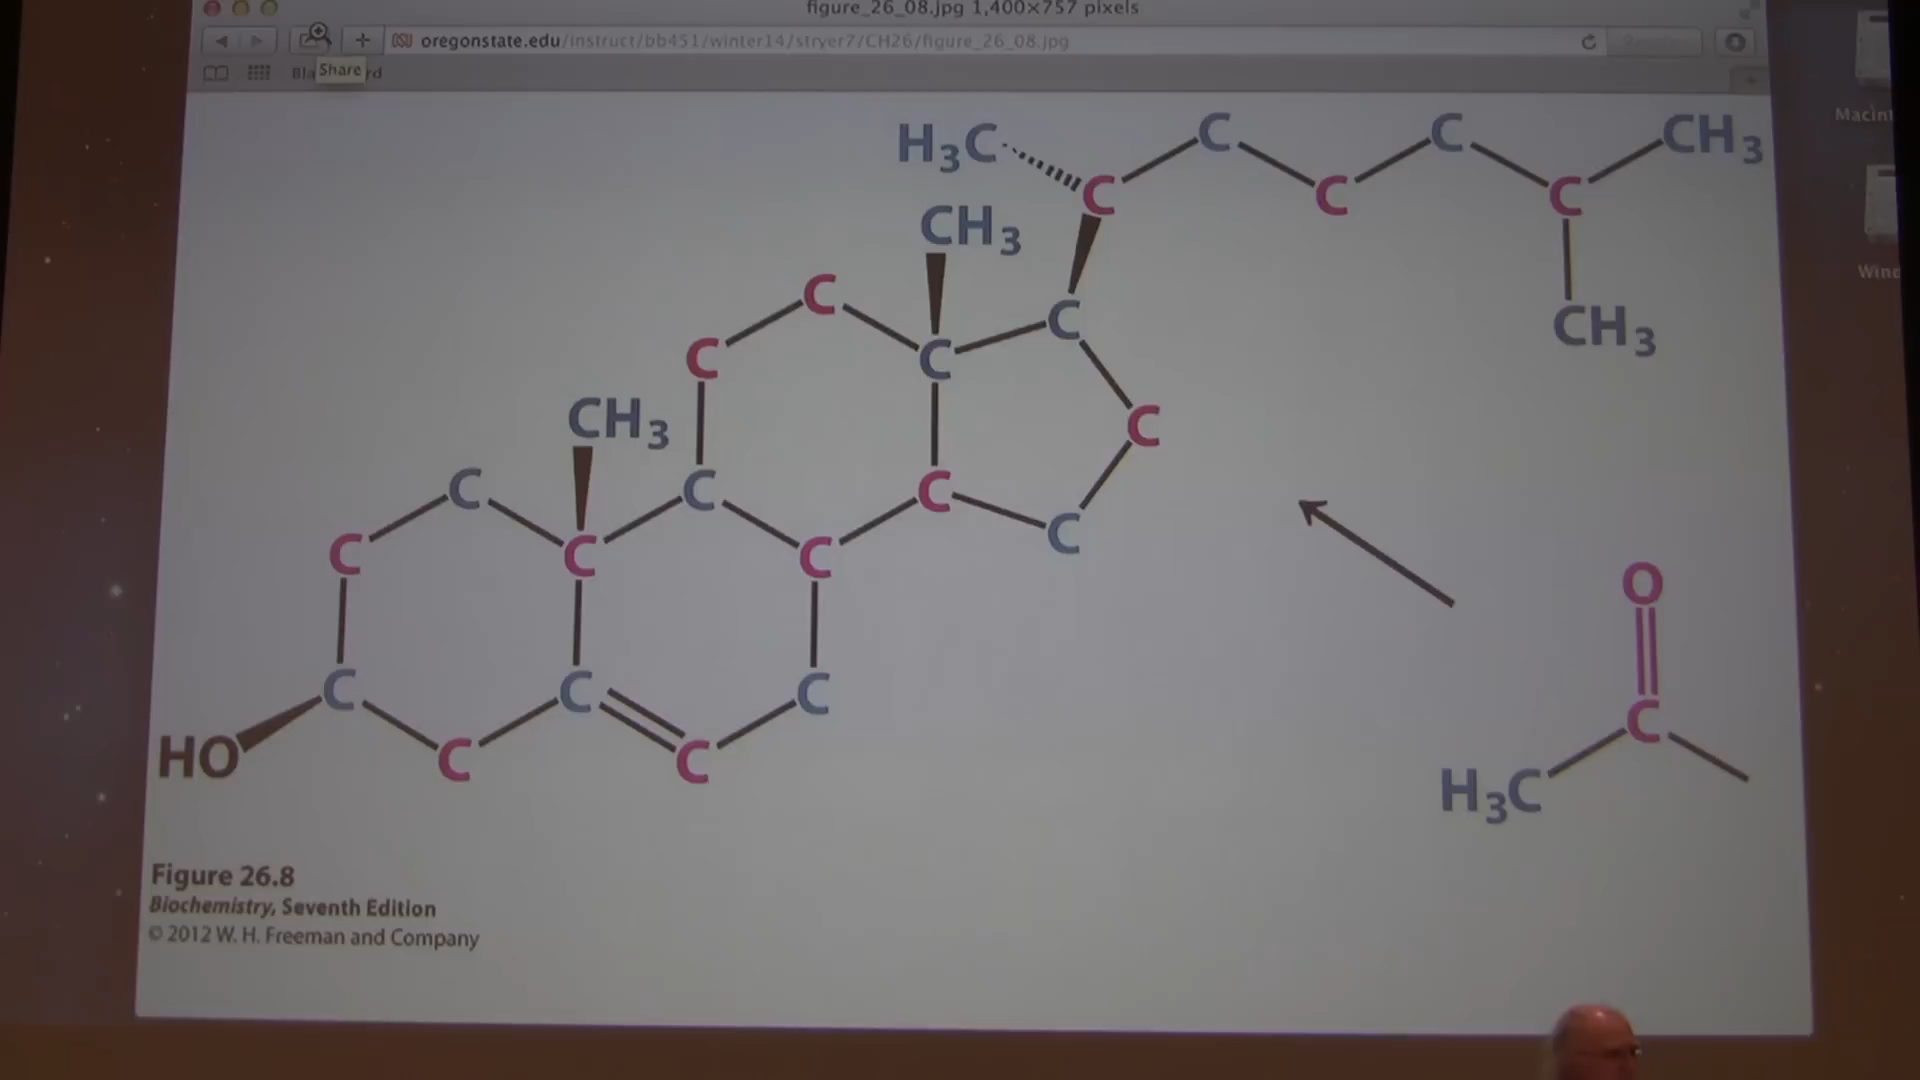 figure_26_08.jpg 1,400×757 pixels
oregonstate.edu/instruct/bb451/winter14/stryer7/CH26/figure_26_08.jpg
Share
H3C
C
C
CH3
C
C
C
CH3
C
CH3
C
C
C
C
CH3
C
C
C
C
C
C
C
C
C
O
C
C
C
C
HO
C
C
H3C
Figure 26.8
Biochemistry, Seventh Edition
© 2012 W. H. Freeman and Company